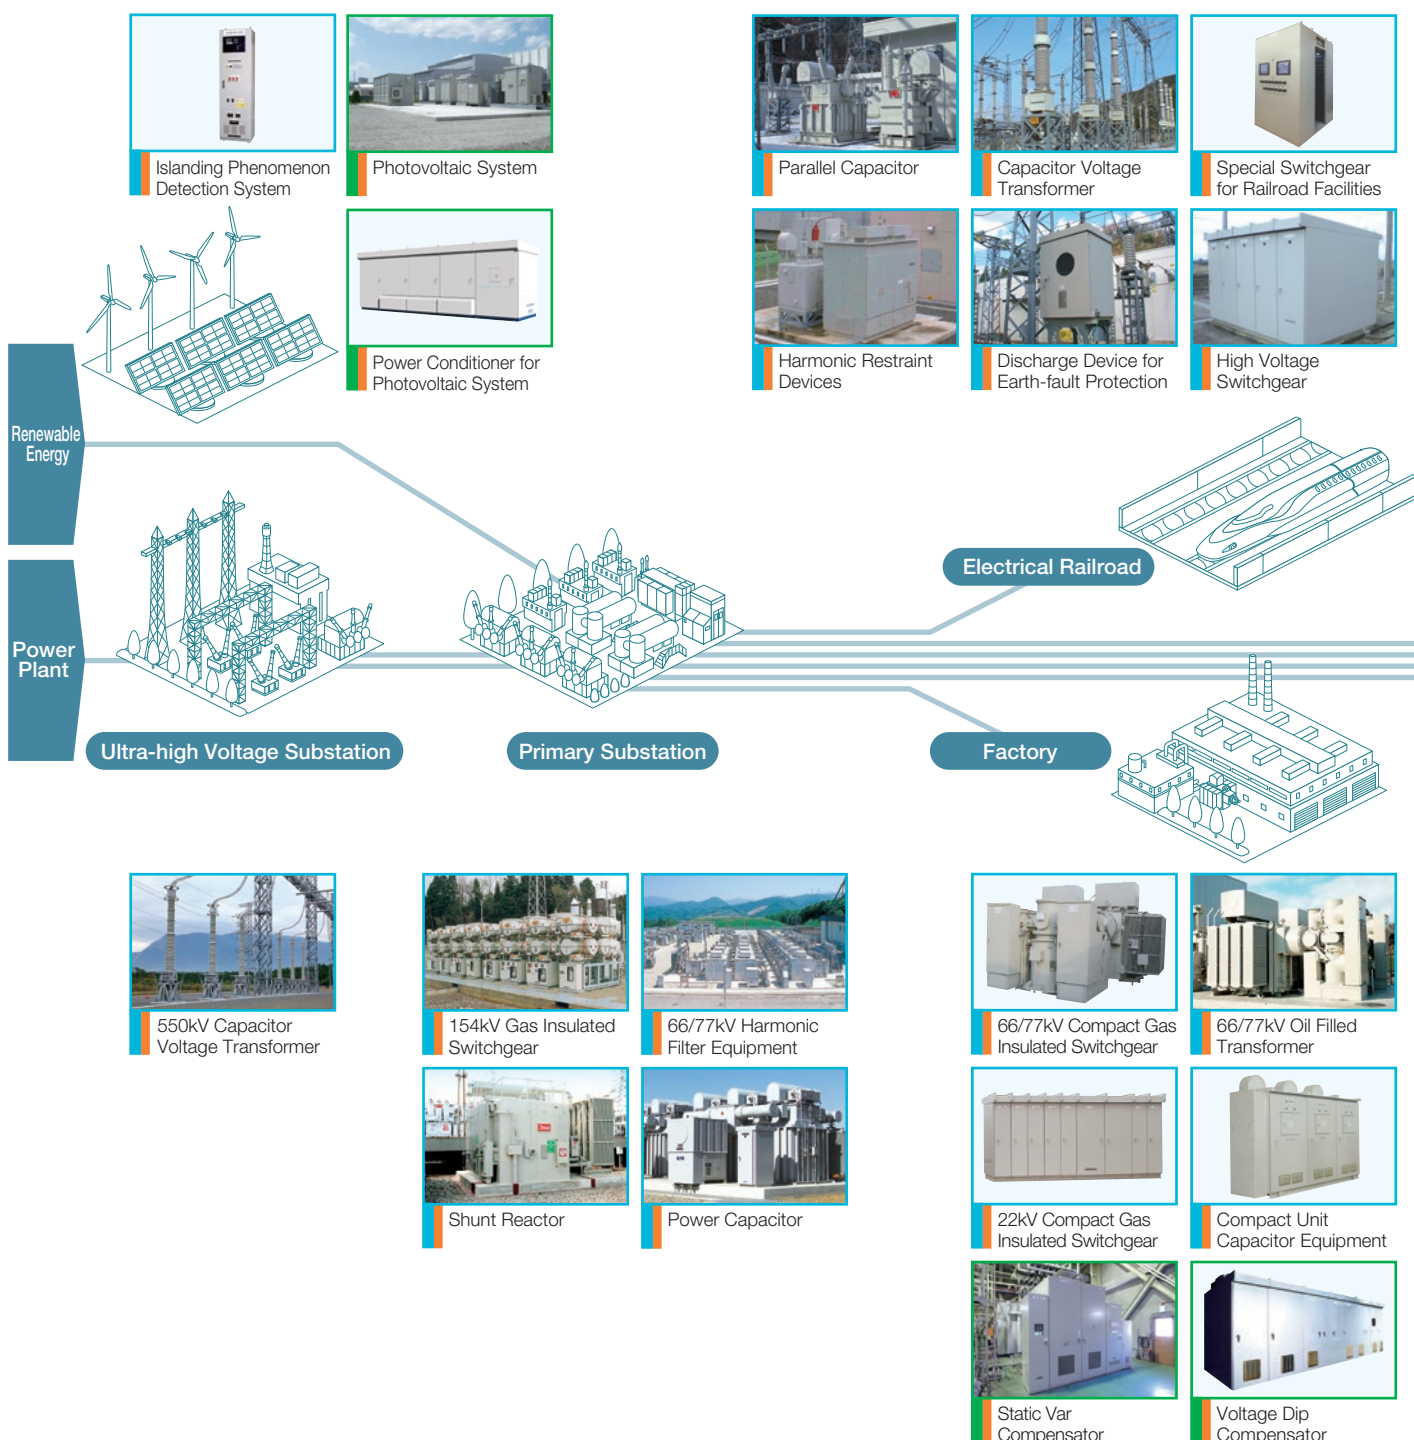 Islanding Phenomenon
Detection System
Photovoltaic System
Power Conditioner for
Photovoltaic System
Parallel Capacitor
Capacitor Voltage
Transformer
Special Switchgear
for Railroad Facilities
Harmonic Restraint
Devices
Discharge Device for
Earth-fault Protection
High Voltage
Switchgear
Renewable
Energy
Power
Plant
Electrical Railroad
Ultra-high Voltage Substation
Primary Substation
Factory
550kV Capacitor
Voltage Transformer
154kV Gas Insulated
Switchgear
66/77kV Harmonic
Filter Equipment
Shunt Reactor
Power Capacitor
66/77kV Compact Gas
Insulated Switchgear
66/77kV Oil Filled
Transformer
22kV Compact Gas
Insulated Switchgear
Compact Unit
Capacitor Equipment
Static Var
Compensator
Voltage Dip
Compensator